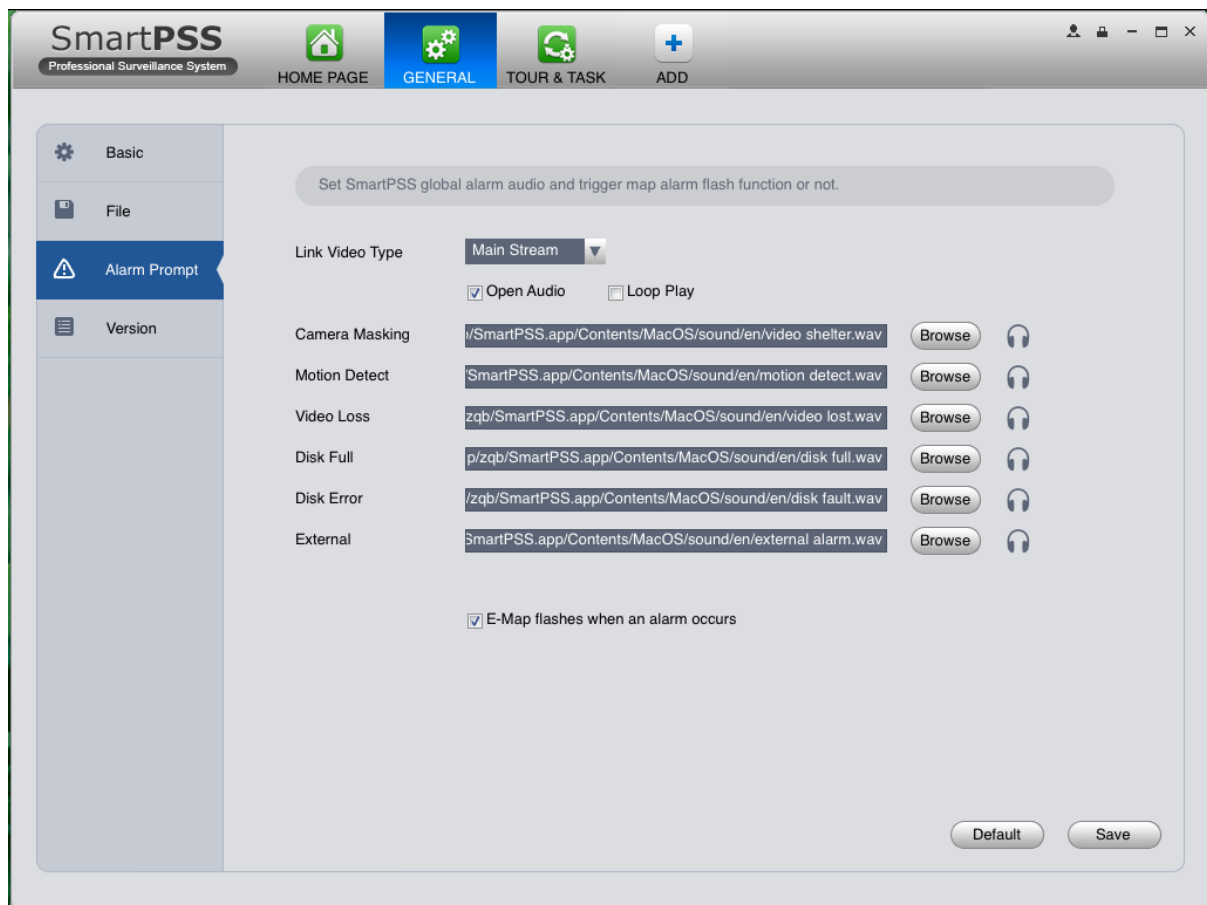 SmartPSS
Professional Surveillance System
HOME PAGE
GENERAL
TOUR & TASK
ADD
Basic
File
Alarm Prompt
Version
Set SmartPSS global alarm audio and trigger map alarm flash function or not.
Link Video Type Main Stream
Open Audio Loop Play
Camera Masking /SmartPSS.app/Contents/MacOS/sound/en/video shelter.wav Browse
Motion Detect /SmartPSS.app/Contents/MacOS/sound/en/motion detect.wav Browse
Video Loss zqb/SmartPSS.app/Contents/MacOS/sound/en/video lost.wav Browse
Disk Full p/zqb/SmartPSS.app/Contents/MacOS/sound/en/disk full.wav Browse
Disk Error /zqb/SmartPSS.app/Contents/MacOS/sound/en/disk fault.wav Browse
External SmartPSS.app/Contents/MacOS/sound/en/external alarm.wav Browse
E-Map flashes when an alarm occurs
Default Save